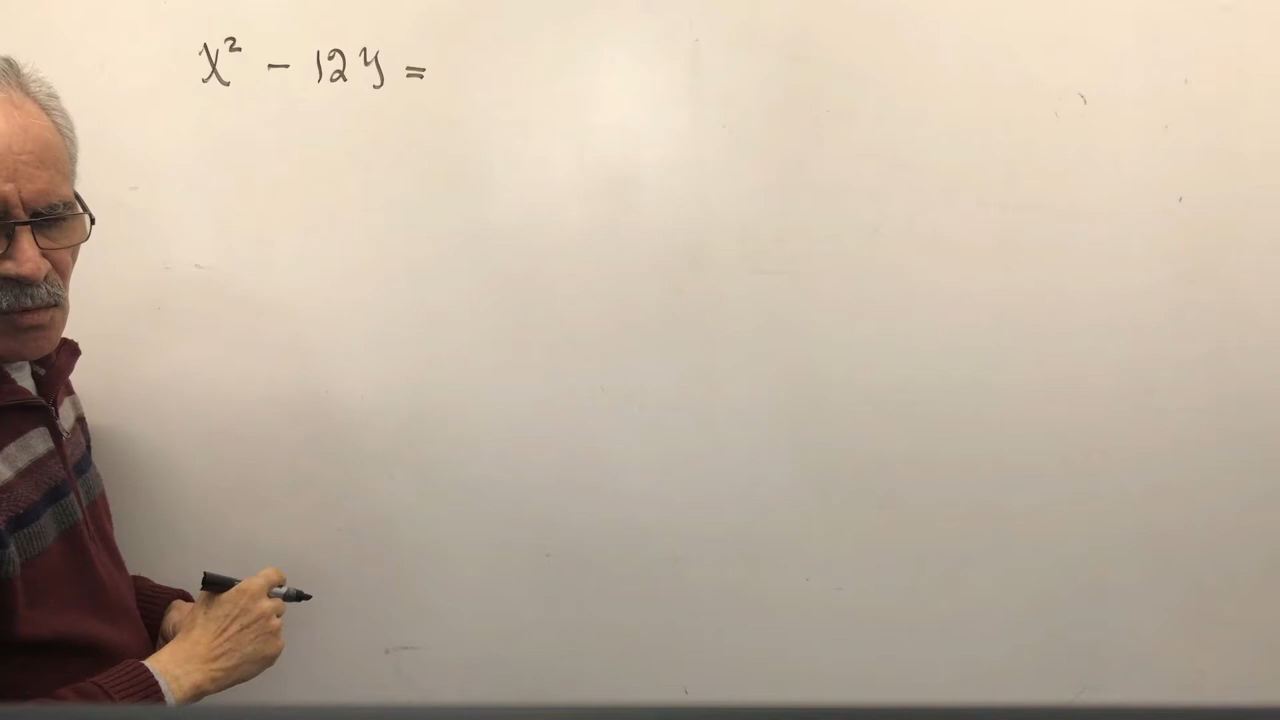 x² - 12y =